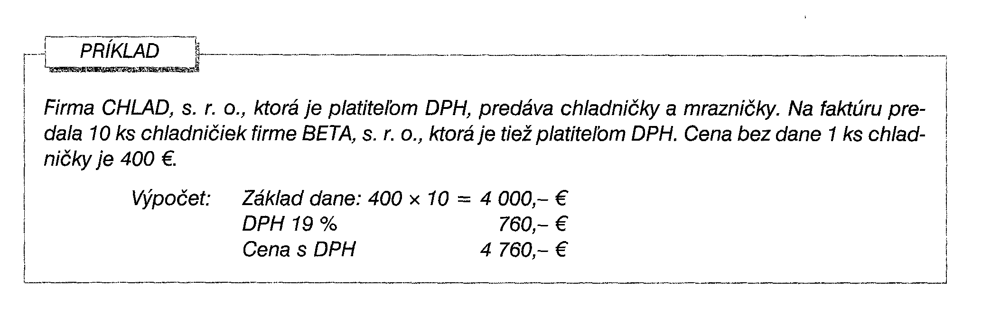 PRÍKLAD
Firma CHLAD, s. r. o., ktorá je platiteľom DPH, predáva chladničky a mrazničky. Na faktúru pre-
dala 10 ks chladničiek firme BETA, s. r. o., ktorá je tiež platiteľom DPH. Cena bez dane 1 ks chlad-
ničky je 400 €.
Výpočet: Základ dane: 400 × 10 = 4 000,– €
DPH 19 % 760,– €
Cena s DPH 4 760,– €